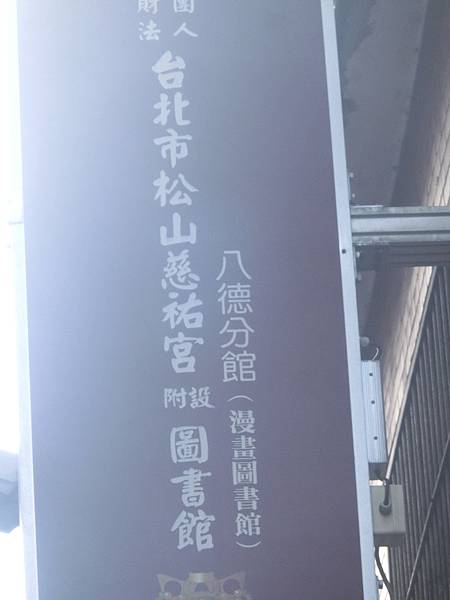 財團
法人
台北市松山慈祐宮
附設
圖書館
八德分館
(漫畫圖書館)